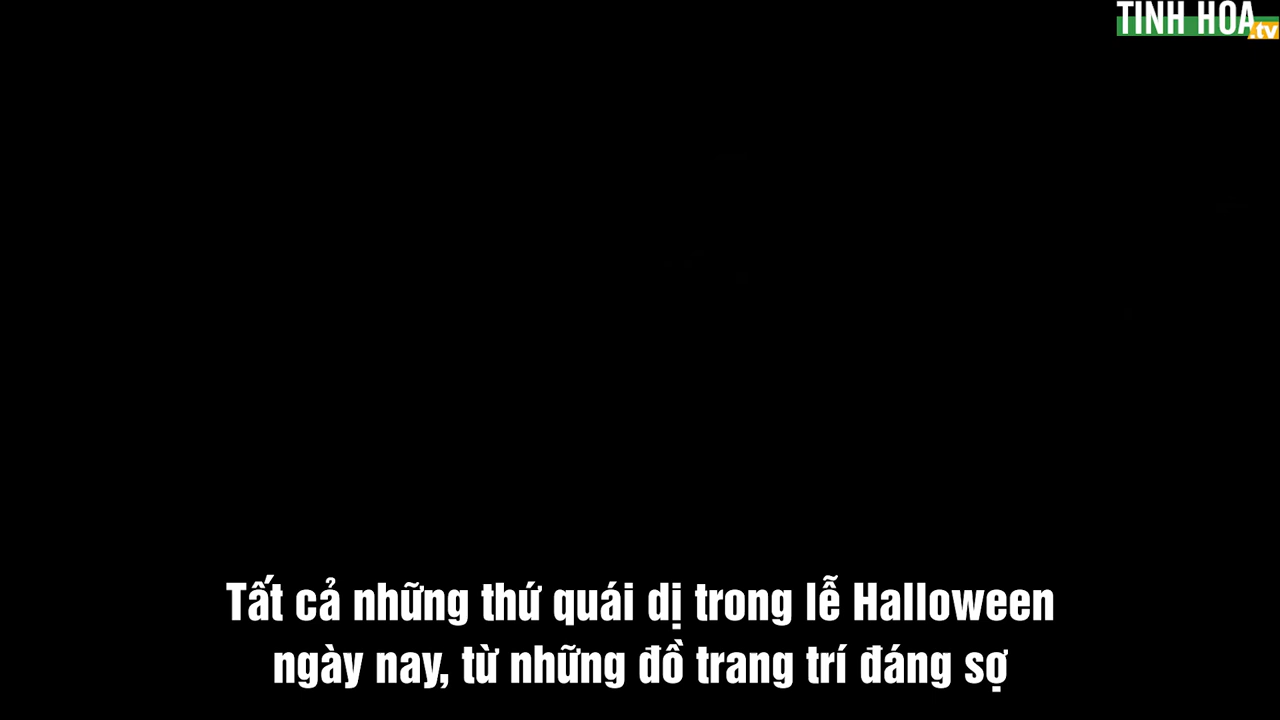 TINH HOA
.tv
Tất cả những thứ quái dị trong lễ Halloween
ngày nay, từ những đồ trang trí đáng sợ